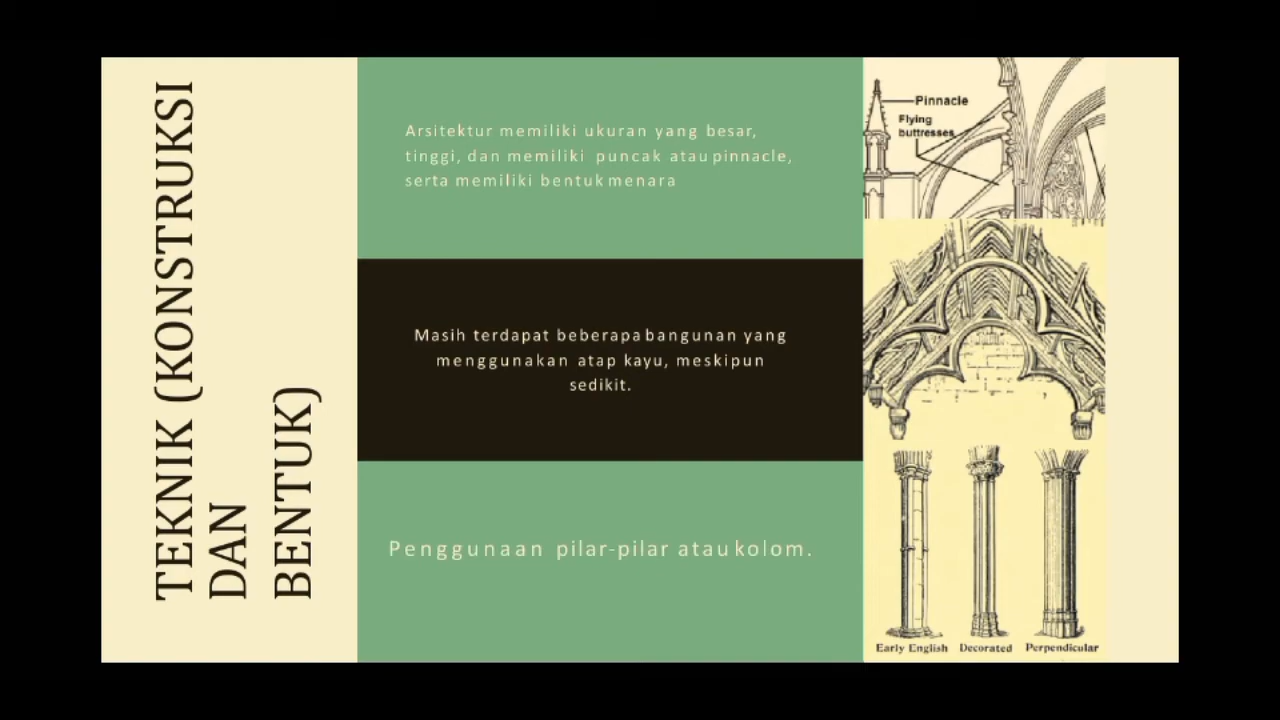 TEKNIK (KONSTRUKSI
DAN
BENTUK)
Arsitektur memiliki ukuran yang besar,
tinggi, dan memiliki puncak atau pinnacle,
serta memiliki bentuk menara
Masih terdapat beberapa bangunan yang
menggunakan atap kayu, meskipun
sedikit.
Penggunaan pilar-pilar atau kolom.
Pinnacle
Flying
buttresses
Early English Decorated Perpendicular